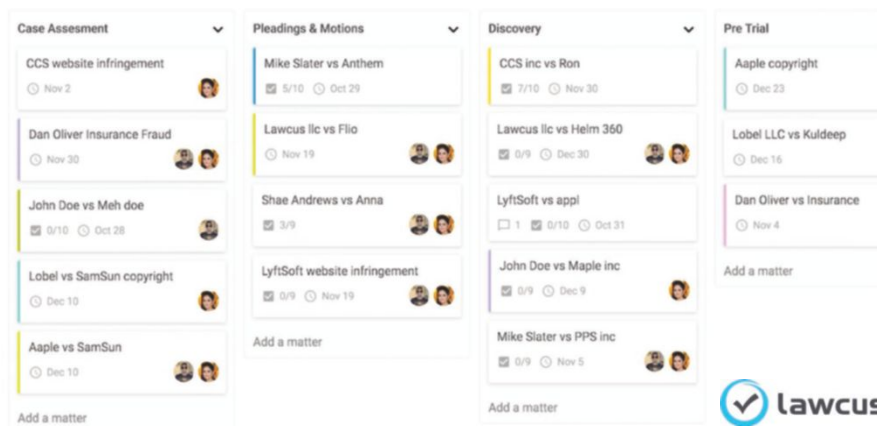 Case Assesment
CCS website infringement
Nov 2
Dan Oliver Insurance Fraud
Nov 30
John Doe vs Meh doe
0/10 Oct 28
Lobel vs SamSun copyright
Dec 10
Aaple vs SamSun
Dec 10
Add a matter
Pleadings & Motions
Mike Slater vs Anthem
5/10 Oct 29
Lawcus llc vs Flio
Nov 19
Shae Andrews vs Anna
3/9
LyftSoft website infringement
0/9 Nov 19
Add a matter
Discovery
CCS inc vs Ron
7/10 Nov 30
Lawcus llc vs Helm 360
0/9 Dec 30
LyftSoft vs appl
1 0/10 Oct 31
John Doe vs Maple inc
0/9 Dec 9
Mike Slater vs PPS inc
0/9 Nov 5
Add a matter
Pre Trial
Aaple copyright
Dec 23
Lobel LLC vs Kuldeep
Dec 16
Dan Oliver vs Insurance
Nov 4
Add a matter
lawcus